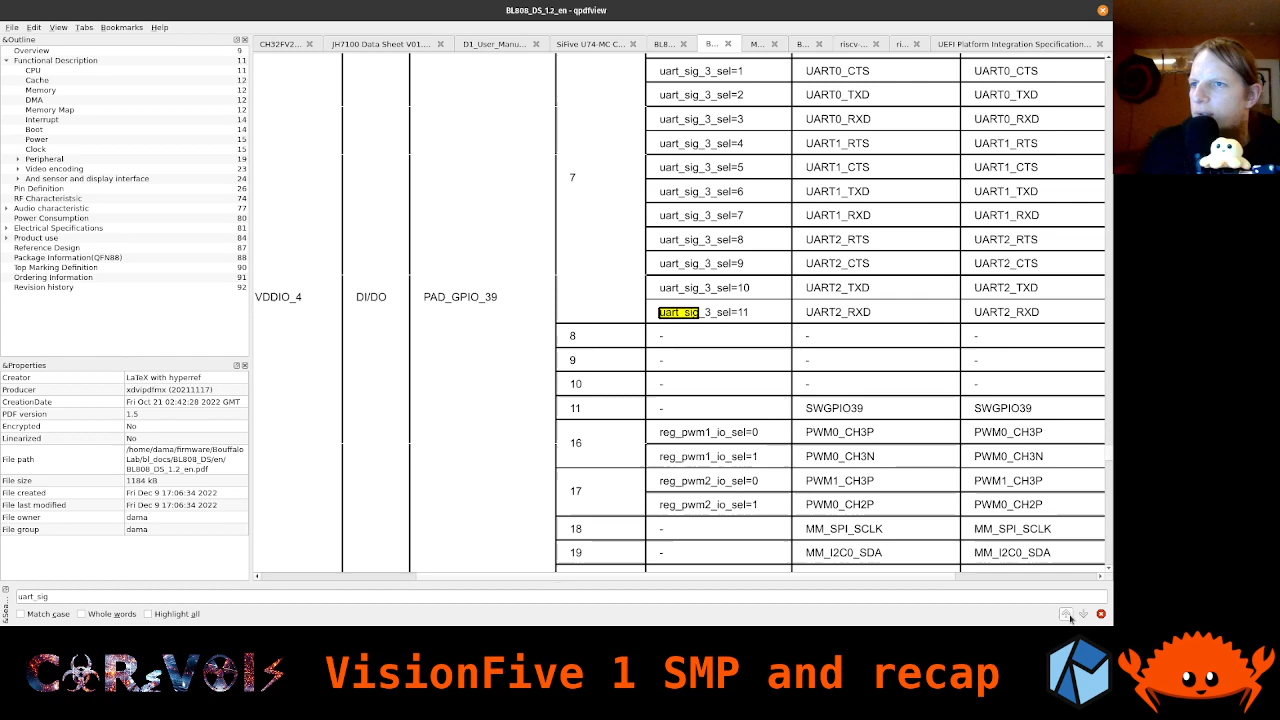 BL808_DS_1.2_en - qpdfview
File Edit View Tabs Bookmarks Help
&Outline
CH32FV2...
JH7100 Data Sheet V01....
D1_User_Manu...
SiFive U74-MC C...
BL8...
B...
M...
B...
riscv-...
ri...
UEFI Platform Integration Specification...
Overview 9
Functional Description 11
CPU 11
Cache 12
Memory 12
DMA 12
Memory Map 12
Interrupt 14
Boot 14
Power 15
Clock 15
Peripheral 19
Video encoding 23
And sensor and display interface 24
Pin Definition 26
RF Characteristsic 74
Audio characteristic 77
Power Consumption 80
Electrical Specifications 81
Product use 84
Reference Design 87
Package Information(QFN88) 88
Top Marking Definition 90
Ordering Information 91
Revision history 92
&Properties
Creator LaTeX with hyperref
Producer xdvipdfmx (20211117)
CreationDate Fri Oct 21 02:42:28 2022 GMT
PDF version 1.5
Encrypted No
Linearized No
File path /home/dama/firmware/Bouffalo
Lab/bl_docs/BL808_DS/en/
BL808_DS_1.2_en.pdf
File size 1184 kB
File created Fri Dec 9 17:06:34 2022
File last modified Fri Dec 9 17:06:34 2022
File owner dama
File group dama
VDDIO_4 DI/DO PAD_GPIO_39
7
uart_sig_3_sel=1 UART0_CTS UART0_CTS
uart_sig_3_sel=2 UART0_TXD UART0_TXD
uart_sig_3_sel=3 UART0_RXD UART0_RXD
uart_sig_3_sel=4 UART1_RTS UART1_RTS
uart_sig_3_sel=5 UART1_CTS UART1_CTS
uart_sig_3_sel=6 UART1_TXD UART1_TXD
uart_sig_3_sel=7 UART1_RXD UART1_RXD
uart_sig_3_sel=8 UART2_RTS UART2_RTS
uart_sig_3_sel=9 UART2_CTS UART2_CTS
uart_sig_3_sel=10 UART2_TXD UART2_TXD
uart_sig_3_sel=11 UART2_RXD UART2_RXD
8 - - -
9 - - -
10 - - -
11 - SWGPIO39 SWGPIO39
16
reg_pwm1_io_sel=0 PWM0_CH3P PWM0_CH3P
reg_pwm1_io_sel=1 PWM0_CH3N PWM0_CH3N
17
reg_pwm2_io_sel=0 PWM1_CH3P PWM1_CH3P
reg_pwm2_io_sel=1 PWM0_CH2P PWM0_CH2P
18 - MM_SPI_SCLK MM_SPI_SCLK
19 - MM_I2C0_SDA MM_I2C0_SDA
&Sea...
uart_sig
Match case Whole words Highlight all
VisionFive 1 SMP and recap